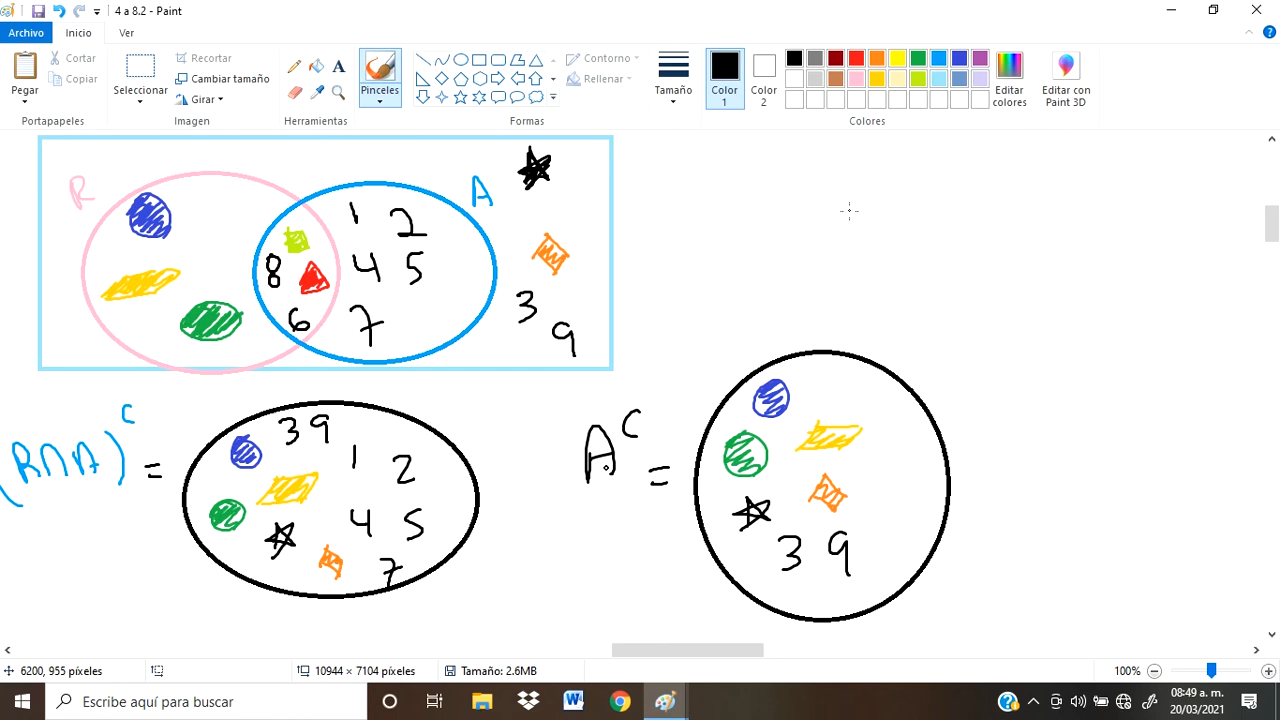 4 a 8.2 - Paint
Archivo Inicio Ver
Pegar
Cortar
Copiar
Portapapeles
Seleccionar
Recortar
Cambiar tamaño
Girar
Imagen
A
Herramientas
Pinceles
Contorno
Rellenar
Formas
Tamaño
Color 1
Color 2
Editar colores
Editar con Paint 3D
Colores
R A
1 2
8 4 5
6 7
3
9
(R∩A)ᶜ =
3 9
1 2
4 5
7
Aᶜ =
3 9
6200, 955 píxeles
10944 × 7104 píxeles
Tamaño: 2.6MB
100%
Escribe aquí para buscar
08:49 a. m.
20/03/2021